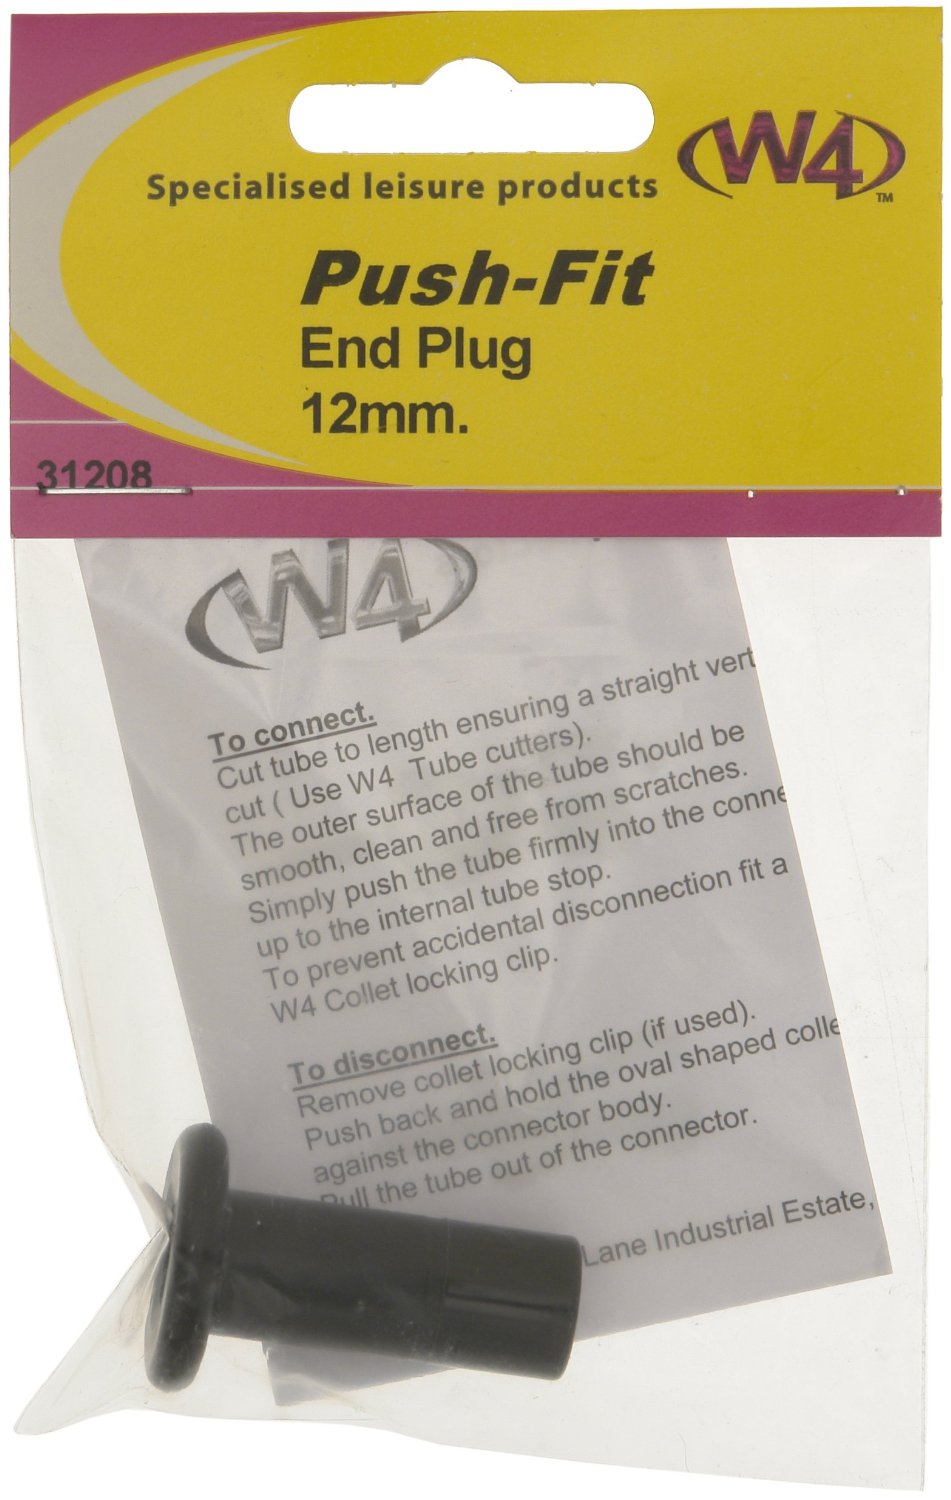 W4
TM
Specialised leisure products
Push-Fit
End Plug
12mm.
31208
W4
To connect.
Cut tube to length ensuring a straight vert
cut ( Use W4 Tube cutters).
The outer surface of the tube should be
smooth, clean and free from scratches.
Simply push the tube firmly into the conne
up to the internal tube stop.
To prevent accidental disconnection fit a
W4 Collet locking clip.
To disconnect.
Remove collet locking clip (if used).
Push back and hold the oval shaped colle
against the connector body.
Pull the tube out of the connector.
Lane Industrial Estate,